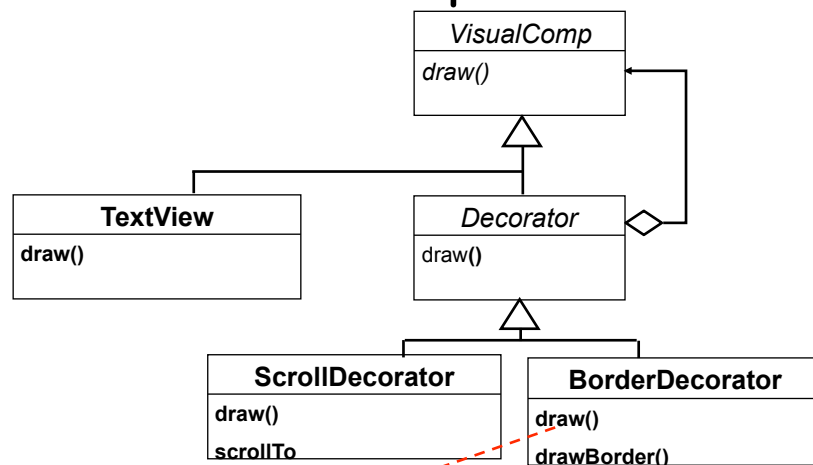 VisualComp
draw()
TextView
draw()
Decorator
draw()
ScrollDecorator
draw()
scrollTo
BorderDecorator
draw()
drawBorder()